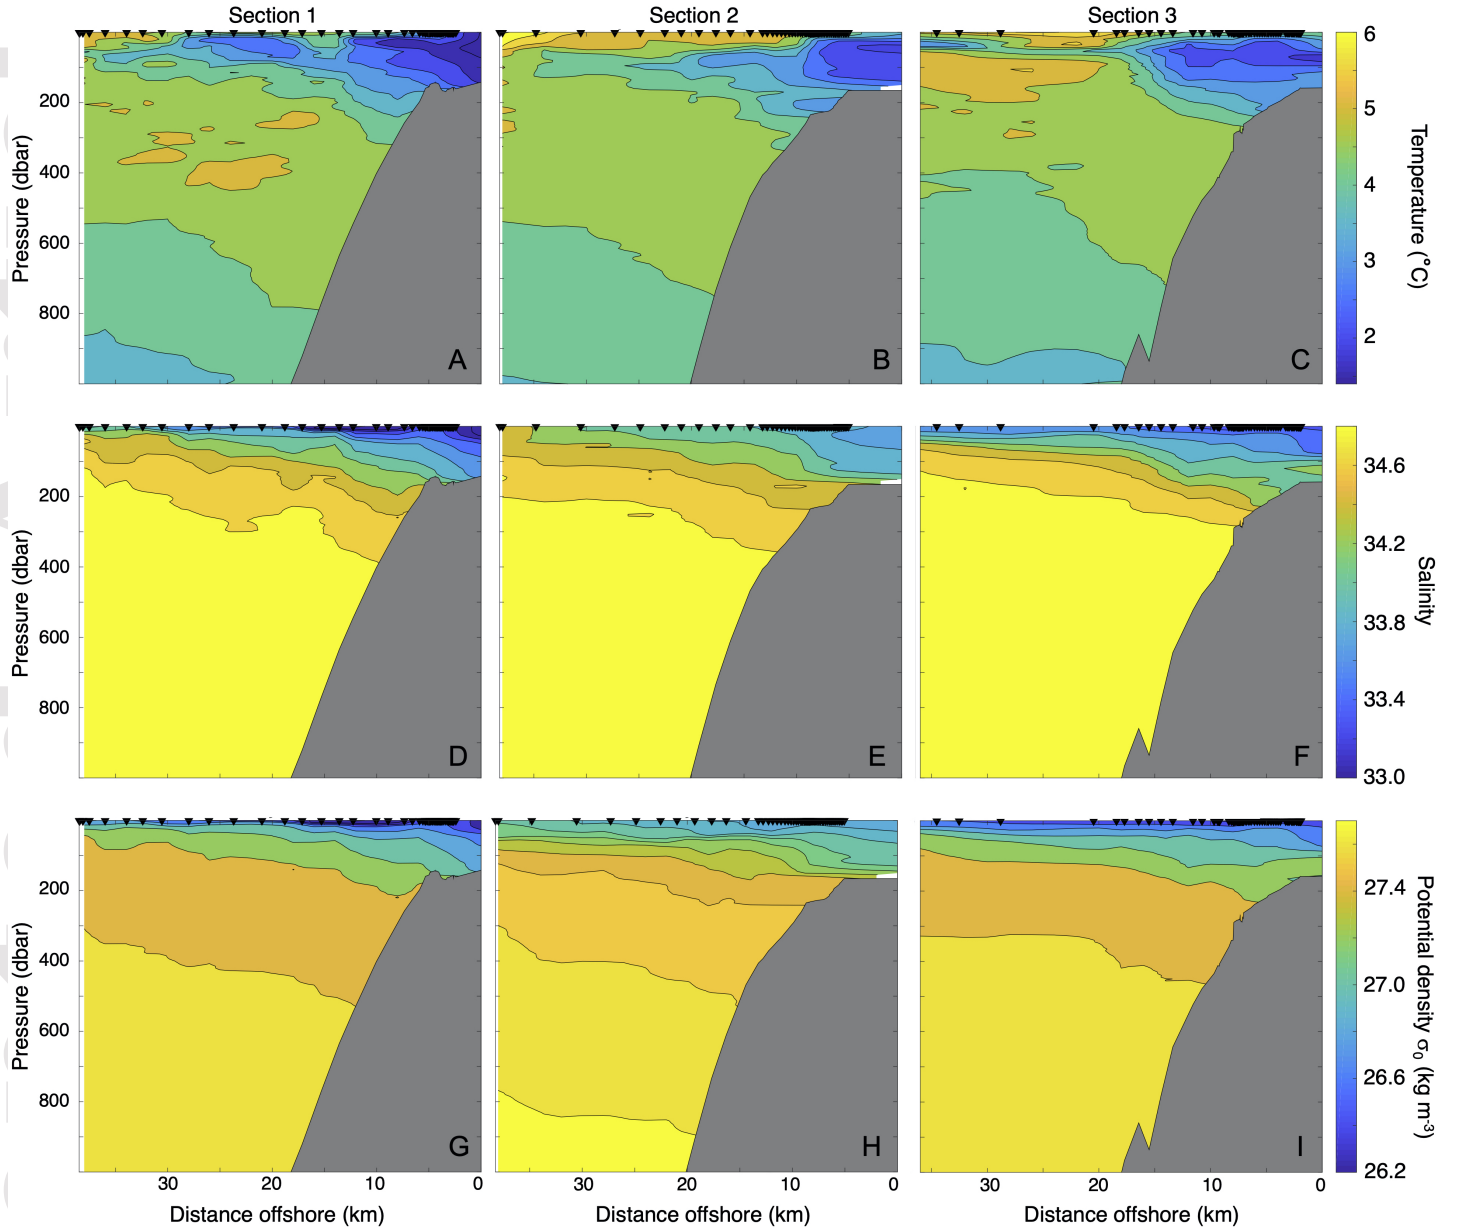 Section 1
Section 2
Section 3
Pressure (dbar)
200
400
600
800
A
B
C
6
5
4
3
2
Temperature (°C)
Pressure (dbar)
200
400
600
800
D
E
F
34.6
34.2
33.8
33.4
33.0
Salinity
Pressure (dbar)
200
400
600
800
G
H
I
27.4
27.0
26.6
26.2
Potential density σ₀ (kg m⁻³)
30 20 10 0
30 20 10 0
30 20 10 0
Distance offshore (km)
Distance offshore (km)
Distance offshore (km)